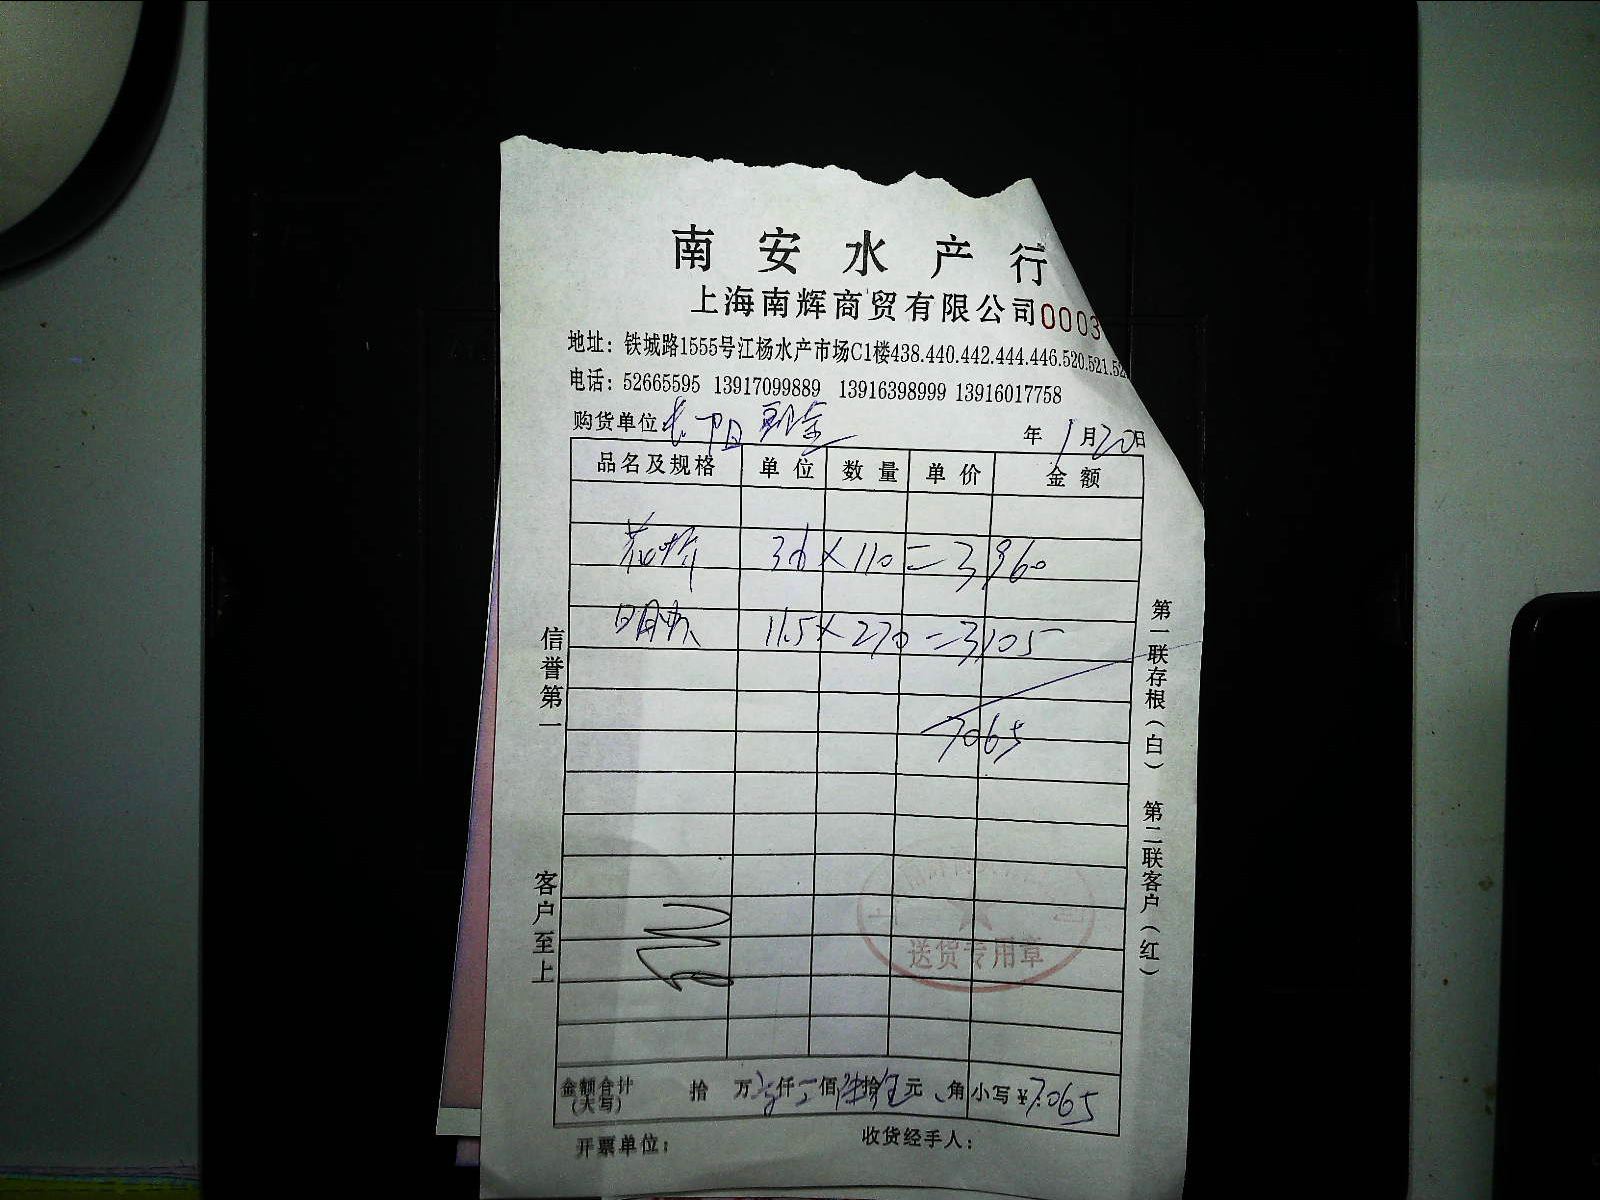 南安水产行
上海南辉商贸有限公司 0003
地址：铁城路1555号江杨水产市场C1楼438.440.442.444.446.520.521.52
电话：52665595 13917099889 13916398999 13916017758
购货单位：长阳
年 1月20日
品名及规格 单位 数量 单价 金额
36×110=3960
11.5×270=3105
7065
信誉第一 客户至上
第一联存根（白） 第二联客户（红）
送货专用章
金额合计（大写） 拾 万 仟 佰 陆拾伍元 角 小写￥7065
开票单位： 收货经手人：